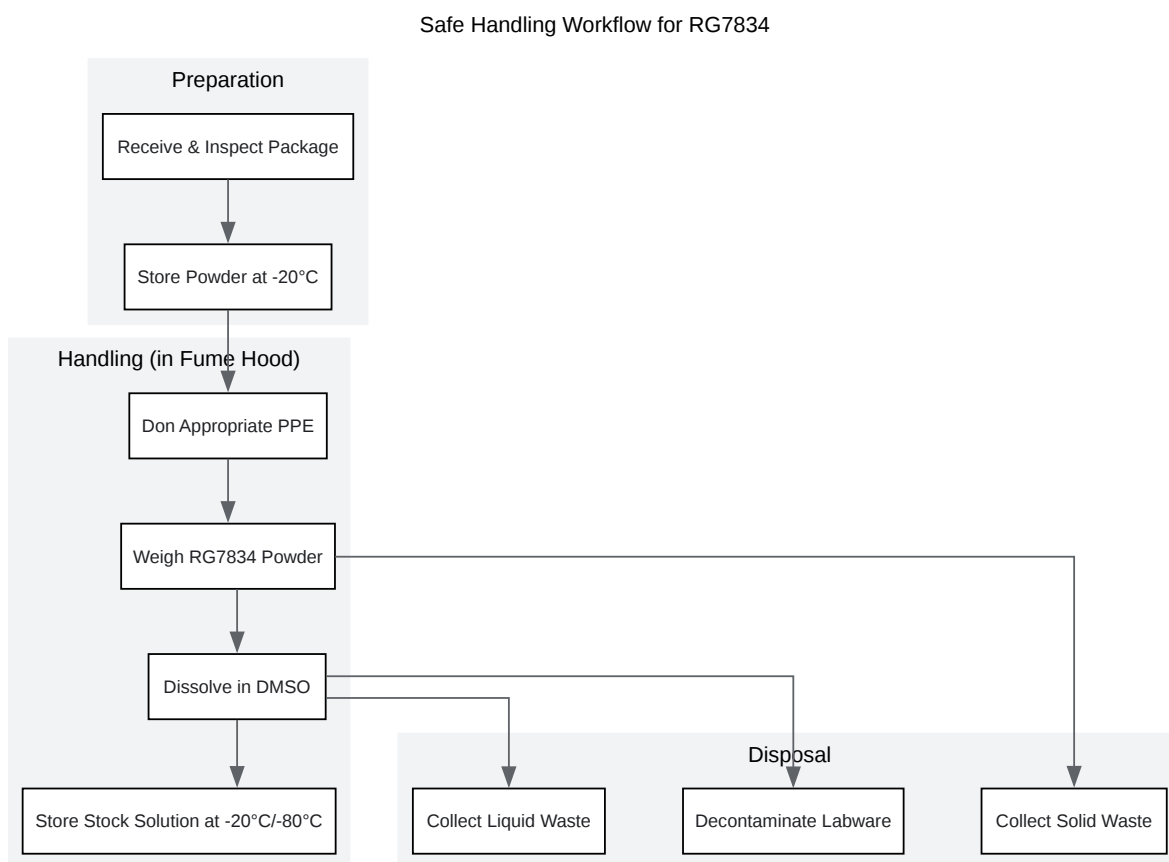 Safe Handling Workflow for RG7834
Preparation
Receive & Inspect Package
Store Powder at -20°C
Handling (in Fume Hood)
Don Appropriate PPE
Weigh RG7834 Powder
Dissolve in DMSO
Store Stock Solution at -20°C/-80°C
Disposal
Collect Liquid Waste
Decontaminate Labware
Collect Solid Waste